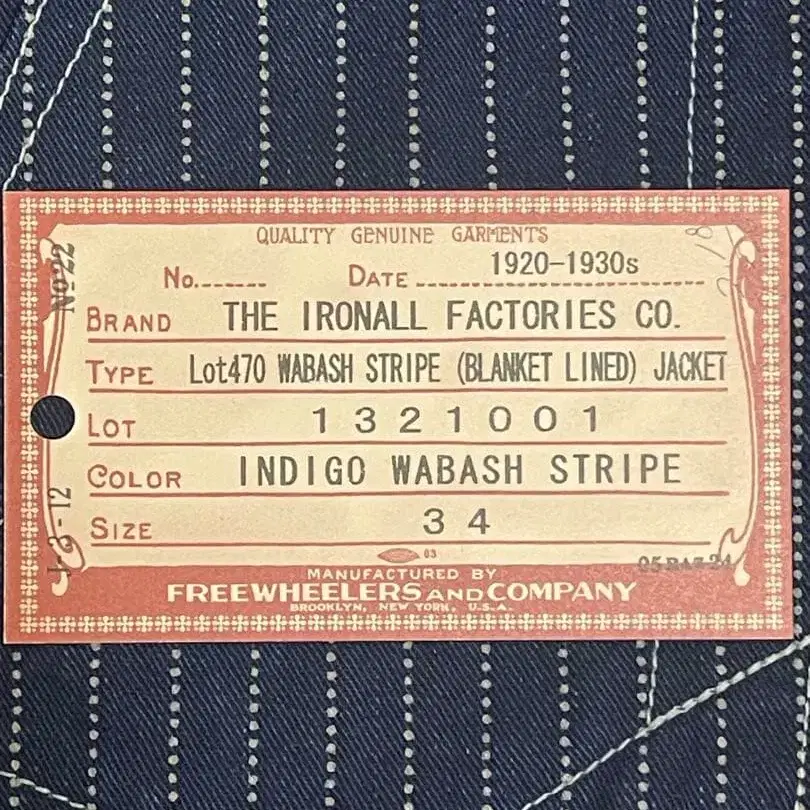 QUALITY GENUINE GARMENTS
No.
DATE 1920-1930s
BRAND THE IRONALL FACTORIES CO.
TYPE Lot470 WABASH STRIPE (BLANKET LINED) JACKET
LOT 1321001
COLOR INDIGO WABASH STRIPE
SIZE 34
03
MANUFACTURED BY
FREEWHEELERS AND COMPANY
BROOKLYN, NEW YORK, U.S.A.
No 22